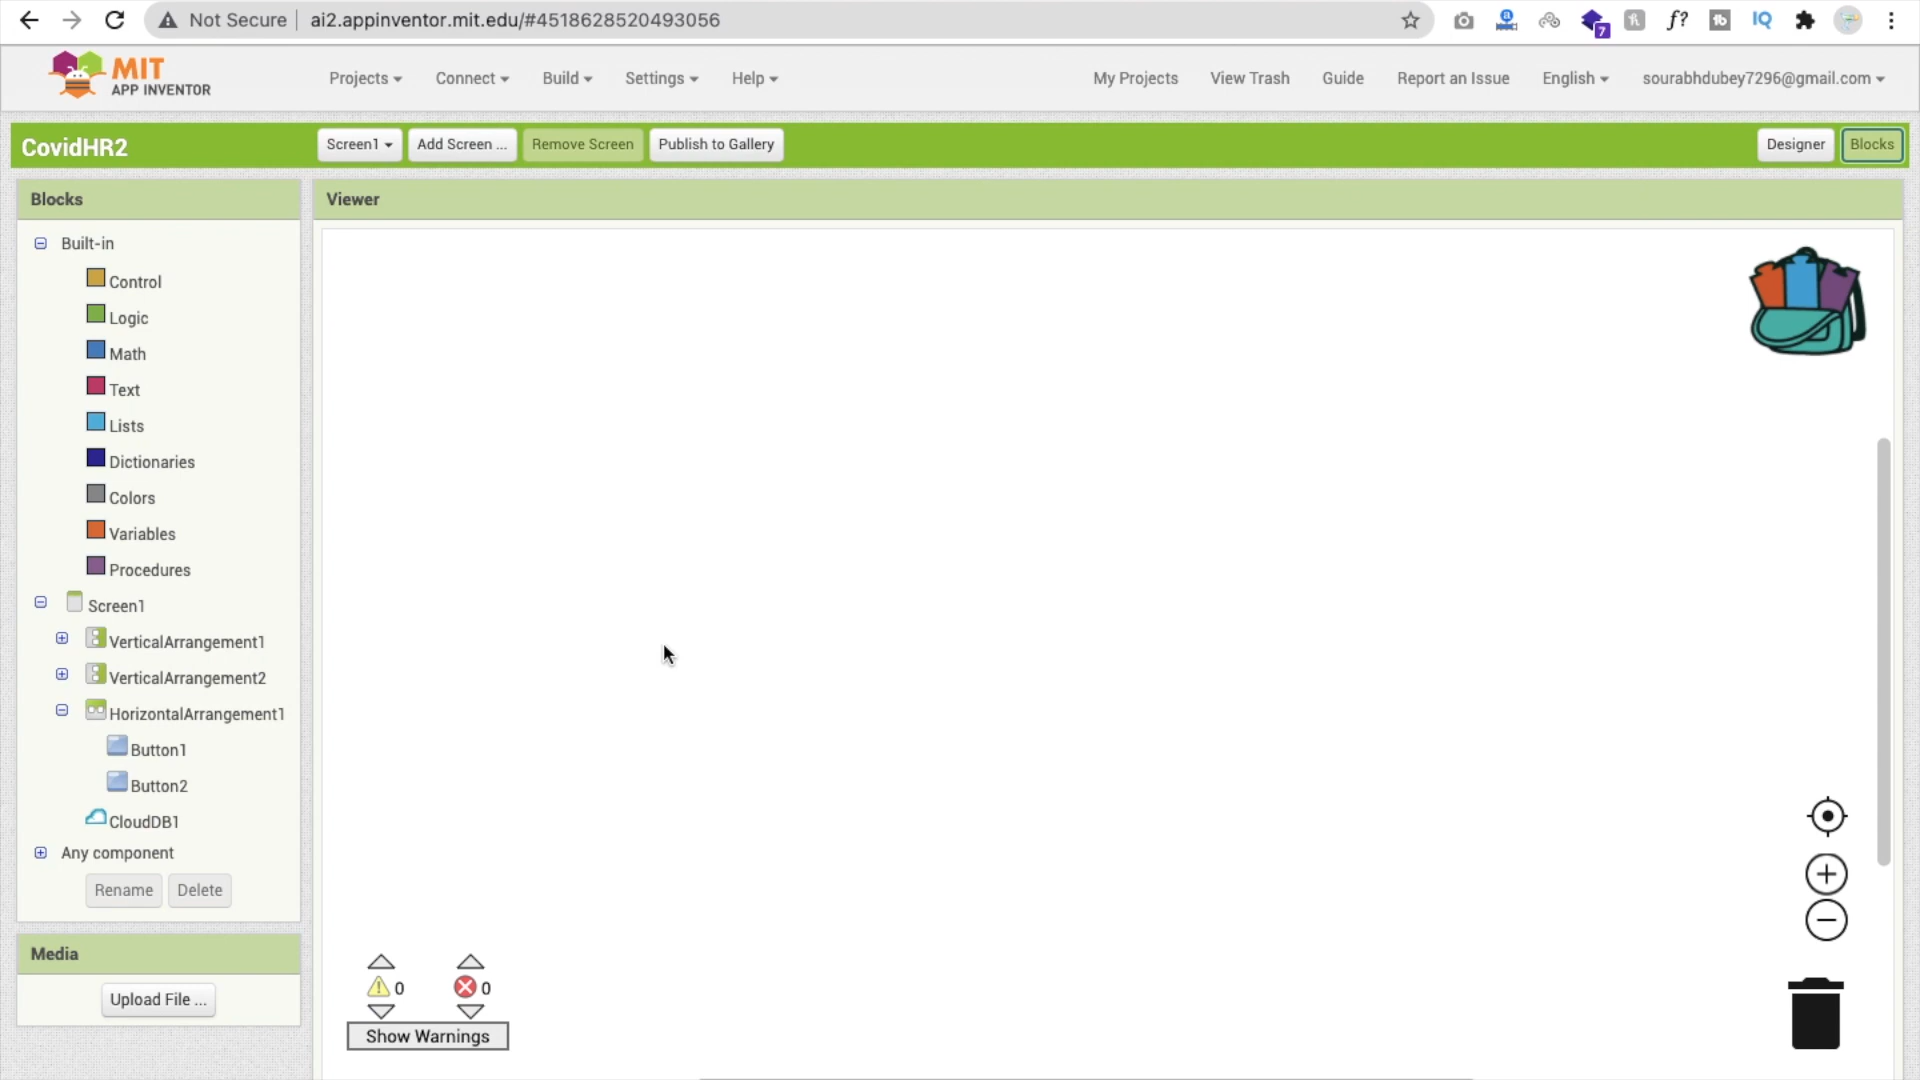 Not Secure ai2.appinventor.mit.edu/#4518628520493056
7
f?
IQ
MIT
APP INVENTOR
Projects Connect Build Settings Help My Projects View Trash Guide Report an Issue English sourabhdubey7296@gmail.com
CovidHR2 Screen1 Add Screen ... Remove Screen Publish to Gallery Designer Blocks
Blocks
Viewer
Built-in
Control
Logic
Math
Text
Lists
Dictionaries
Colors
Variables
Procedures
Screen1
VerticalArrangement1
VerticalArrangement2
HorizontalArrangement1
Button1
Button2
CloudDB1
Any component
Rename Delete
Media
Upload File ...
0 0
Show Warnings